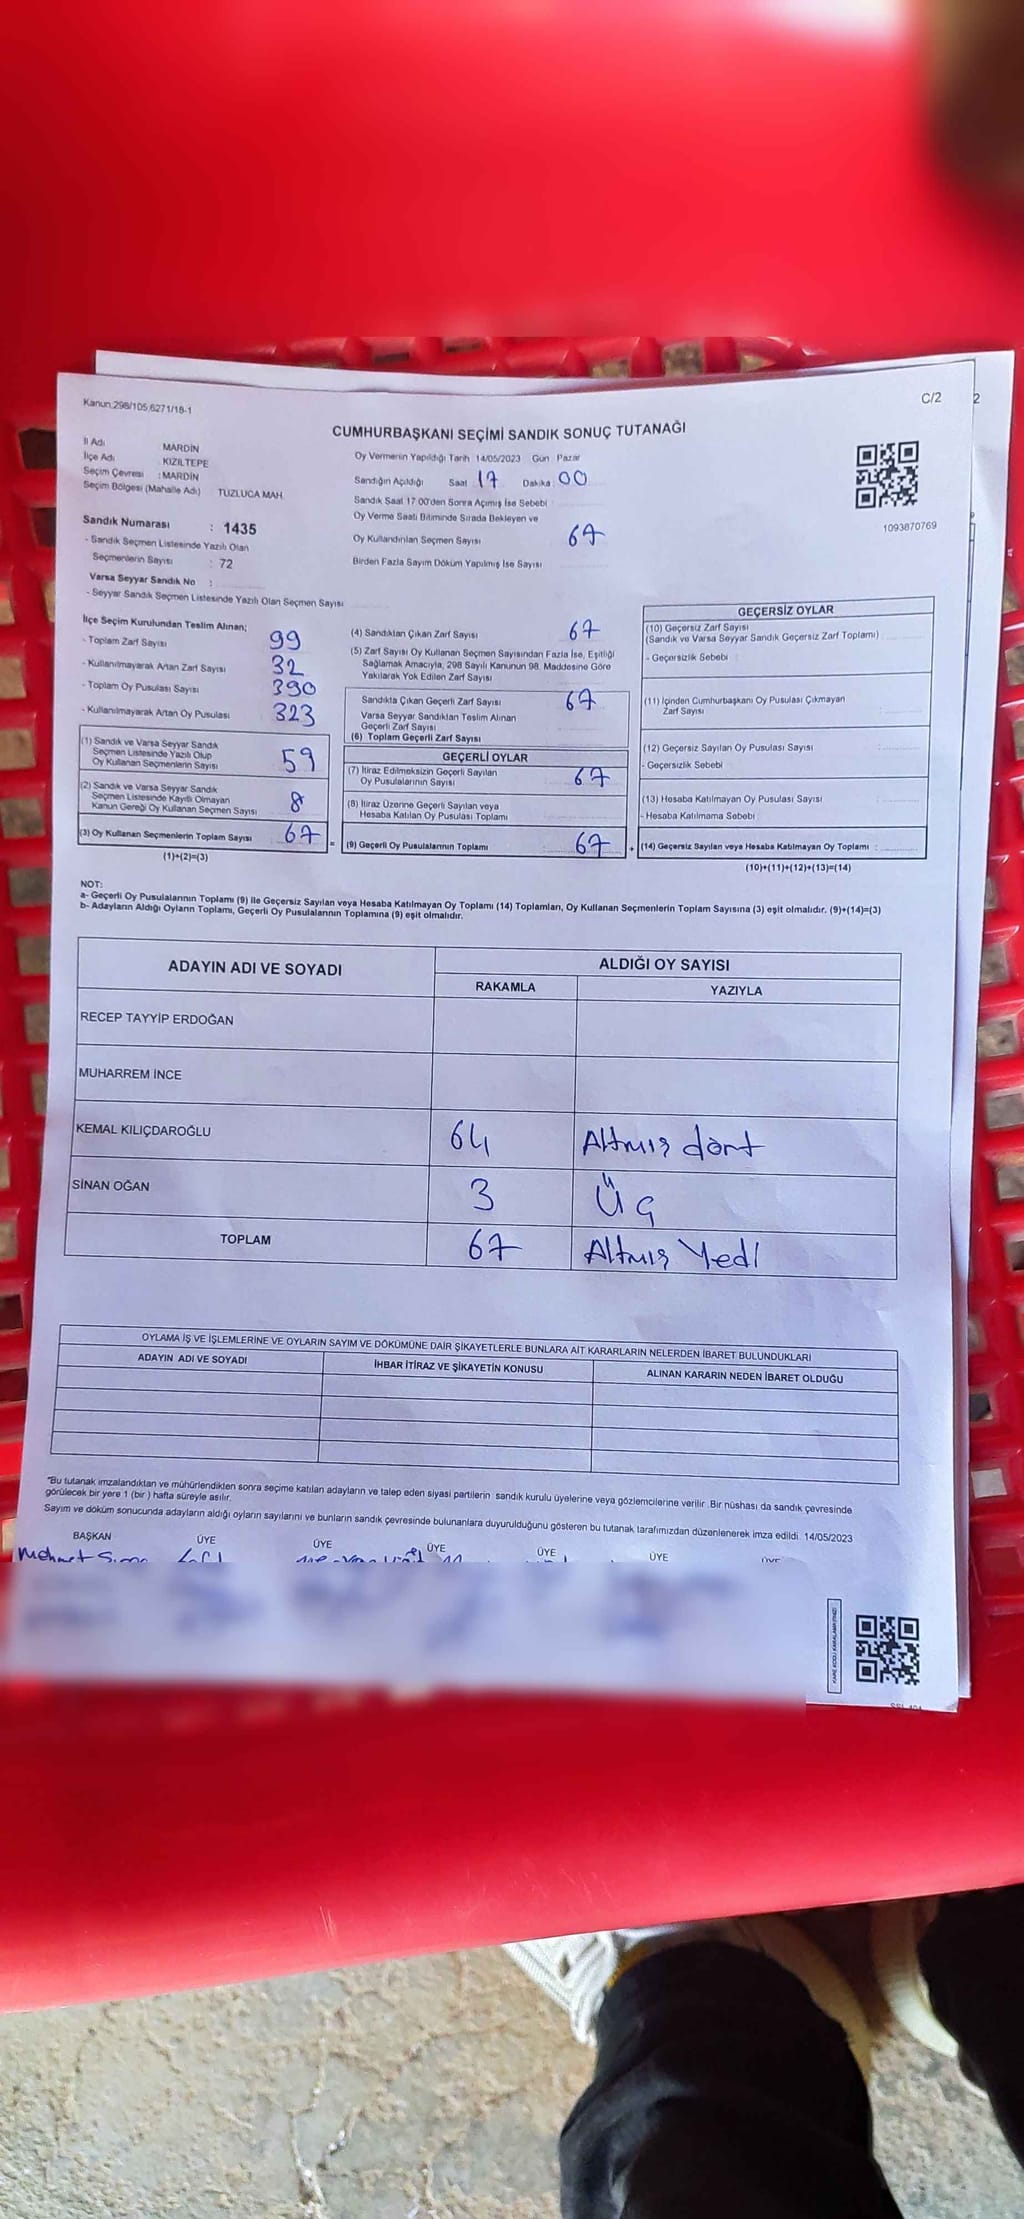 Kanun;298/105,6271/18-1
C/2
2
CUMHURBAŞKANI SEÇİMİ SANDIK SONUÇ TUTANAĞI
İl Adı MARDİN
İlçe Adı KIZILTEPE
Seçim Çevresi : MARDİN
Seçim Bölgesi (Mahalle Adı) TUZLUCA MAH.
Sandık Numarası : 1435
- Sandık Seçmen Listesinde Yazılı Olan
Seçmenlerin Sayısı : 72
Varsa Seyyar Sandık No :
- Seyyar Sandık Seçmen Listesinde Yazılı Olan Seçmen Sayısı
Oy Vermenin Yapıldığı Tarih 14/05/2023 Gün Pazar
Sandığın Açıldığı Saat 17 Dakika : 00
Sandık Saat 17:00'den Sonra Açımış İse Sebebi
Oy Verme Saati Bitiminde Sırada Bekleyen ve
Oy Kullandırılan Seçmen Sayısı 67
Birden Fazla Sayım Döküm Yapılmış İse Sayısı
1093870769
İlçe Seçim Kurulundan Teslim Alınan;
- Toplam Zarf Sayısı 99
- Kullanılmayarak Artan Zarf Sayısı 32
- Toplam Oy Pusulası Sayısı 390
- Kullanılmayarak Artan Oy Pusulası 323
(1) Sandık ve Varsa Seyyar Sandık
Seçmen Listesinde Yazılı Olup
Oy Kullanan Seçmenlerin Sayısı 59
(2) Sandık ve Varsa Seyyar Sandık
Seçmen Listesinde Kayıtlı Olmayan
Kanun Gereği Oy Kullanan Seçmen Sayısı 8
(3) Oy Kullanan Seçmenlerin Toplam Sayısı 67 =
(1)+(2)=(3)
(4) Sandıktan Çıkan Zarf Sayısı 67
(5) Zarf Sayısı Oy Kullanan Seçmen Sayısından Fazla İse, Eşitliği
Sağlamak Amacıyla, 298 Sayılı Kanunun 98. Maddesine Göre
Yakılarak Yok Edilen Zarf Sayısı
Sandıkta Çıkan Geçerli Zarf Sayısı 67
Varsa Seyyar Sandıktan Teslim Alınan
Geçerli Zarf Sayısı
(6) Toplam Geçerli Zarf Sayısı
GEÇERLİ OYLAR
(7) İtiraz Edilmeksizin Geçerli Sayılan
Oy Pusulalarının Sayısı 67
(8) İtiraz Üzerine Geçerli Sayılan veya
Hesaba Katılan Oy Pusulası Toplamı
(9) Geçerli Oy Pusulalarının Toplamı 67 +
GEÇERSİZ OYLAR
(10) Geçersiz Zarf Sayısı
(Sandık ve Varsa Seyyar Sandık Geçersiz Zarf Toplamı)
- Geçersizlik Sebebi
(11) İçinden Cumhurbaşkanı Oy Pusulası Çıkmayan
Zarf Sayısı
(12) Geçersiz Sayılan Oy Pusulası Sayısı
- Geçersizlik Sebebi
(13) Hesaba Katılmayan Oy Pusulası Sayısı
- Hesaba Katılmama Sebebi
(14) Geçersiz Sayılan veya Hesaba Katılmayan Oy Toplamı :
(10)+(11)+(12)+(13)=(14)
NOT:
a- Geçerli Oy Pusulalarının Toplamı (9) ile Geçersiz Sayılan veya Hesaba Katılmayan Oy Toplamı (14) Toplamları, Oy Kullanan Seçmenlerin Toplam Sayısına (3) eşit olmalıdır. (9)+(14)=(3)
b- Adayların Aldığı Oyların Toplamı, Geçerli Oy Pusulalarının Toplamına (9) eşit olmalıdır.
ADAYIN ADI VE SOYADI ALDIĞI OY SAYISI
RAKAMLA YAZIYLA
RECEP TAYYİP ERDOĞAN
MUHARREM İNCE
KEMAL KILIÇDAROĞLU 64 Altmış dört
SİNAN OĞAN 3 Üç
TOPLAM 67 Altmış Yedi
OYLAMA İŞ VE İŞLEMLERİNE VE OYLARIN SAYIM VE DÖKÜMÜNE DAİR ŞİKAYETLERLE BUNLARA AİT KARARLARIN NELERDEN İBARET BULUNDUKLARI
ADAYIN ADI VE SOYADI İHBAR İTİRAZ VE ŞİKAYETİN KONUSU ALINAN KARARIN NEDEN İBARET OLDUĞU
"Bu tutanak imzalandıktan ve mühürlendikten sonra seçime katılan adayların ve talep eden siyasi partilerin sandık kurulu üyelerine veya gözlemcilerine verilir. Bir nüshası da sandık çevresinde
görülecek bir yere 1 (bir ) hafta süreyle asılır.
Sayım ve döküm sonucunda adayların aldığı oyların sayılarını ve bunların sandık çevresinde bulunanlara duyurulduğunu gösteren bu tutanak tarafımızdan düzenlenerek imza edildi. 14/05/2023
BAŞKAN ÜYE ÜYE ÜYE ÜYE ÜYE ÜYE
Mehmet